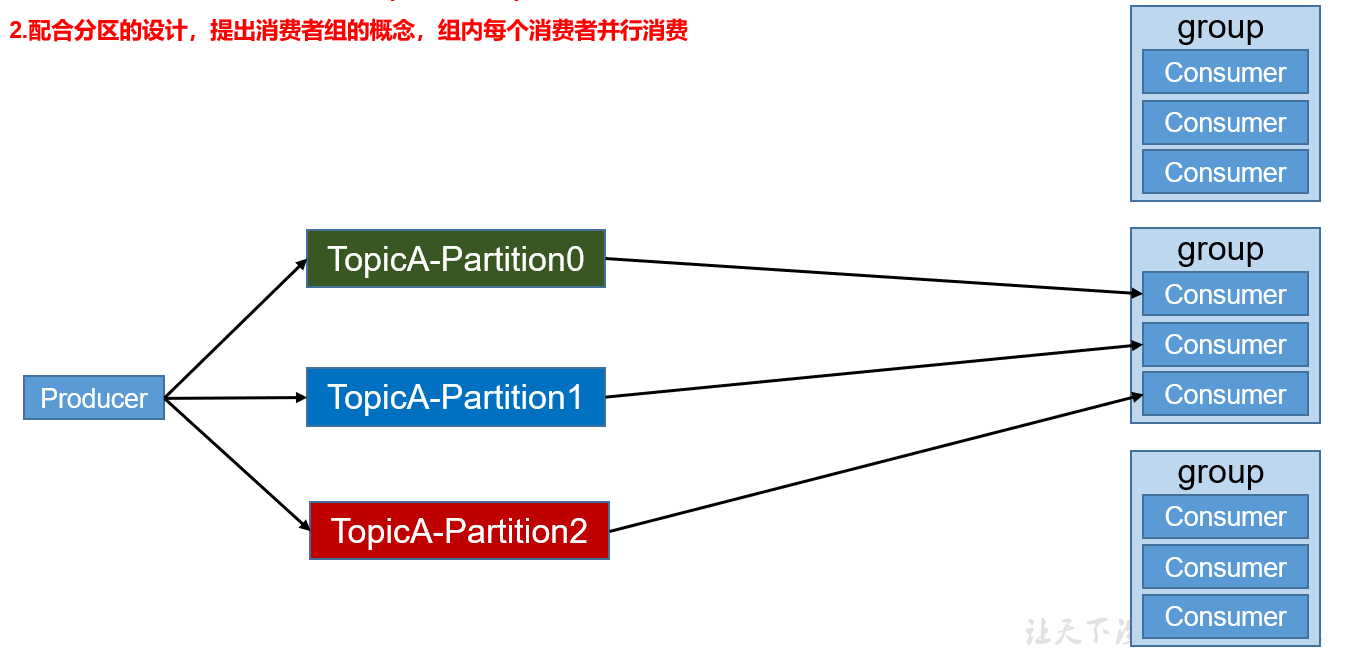 2.配合分区的设计，提出消费者组的概念，组内每个消费者并行消费
group
Consumer
Consumer
Consumer
TopicA-Partition0
group
Consumer
Consumer
Consumer
Producer
TopicA-Partition1
TopicA-Partition2
group
Consumer
Consumer
Consumer
让天下